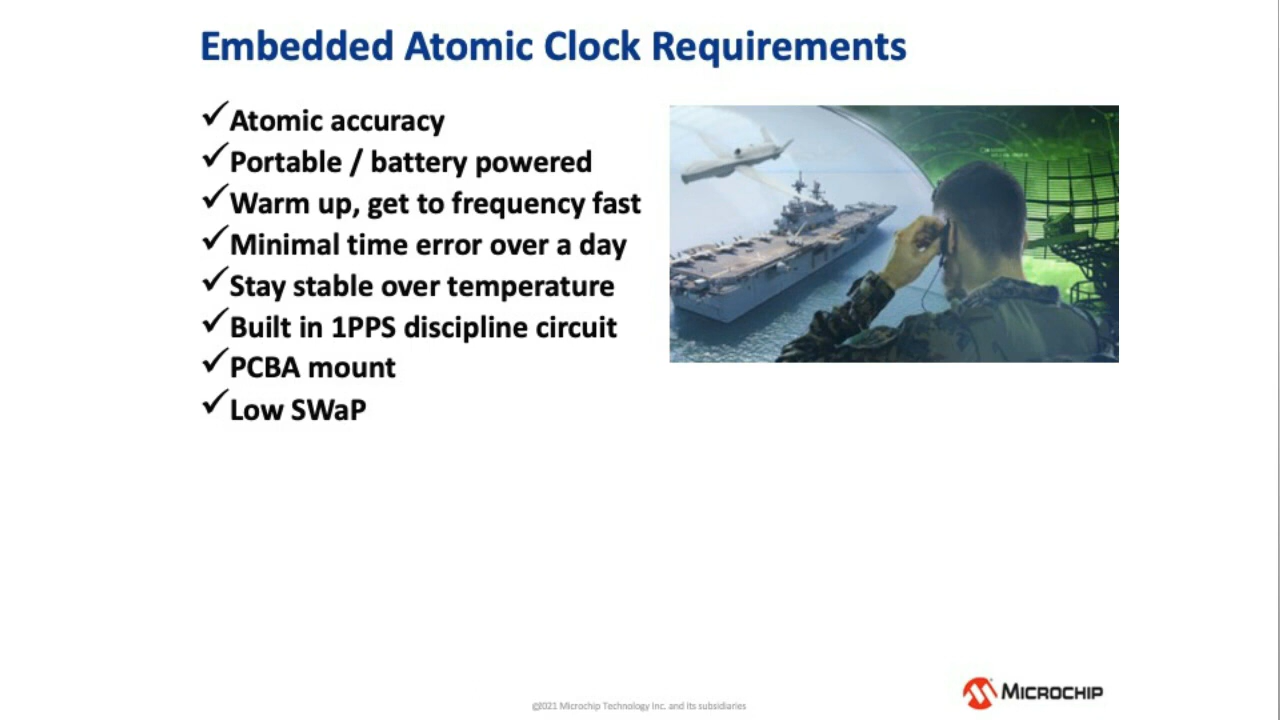 Embedded Atomic Clock Requirements
✓Atomic accuracy
✓Portable / battery powered
✓Warm up, get to frequency fast
✓Minimal time error over a day
✓Stay stable over temperature
✓Built in 1PPS discipline circuit
✓PCBA mount
✓Low SWaP
©2021 Microchip Technology Inc. and its subsidiaries
MICROCHIP